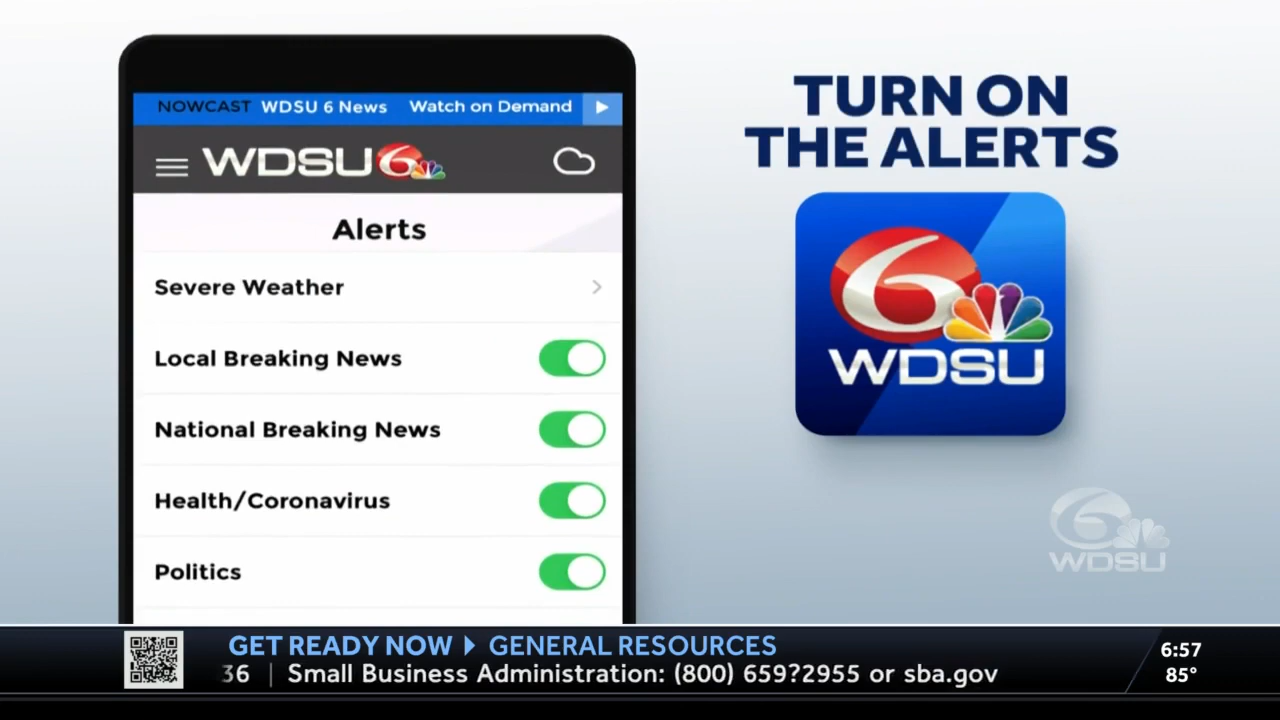 NOWCAST WDSU 6 News Watch on Demand
WDSU 6
Alerts
Severe Weather
Local Breaking News
National Breaking News
Health/Coronavirus
Politics
TURN ON
THE ALERTS
6
WDSU
6
WDSU
GET READY NOW GENERAL RESOURCES
36 | Small Business Administration: (800) 659?2955 or sba.gov
6:57
85°